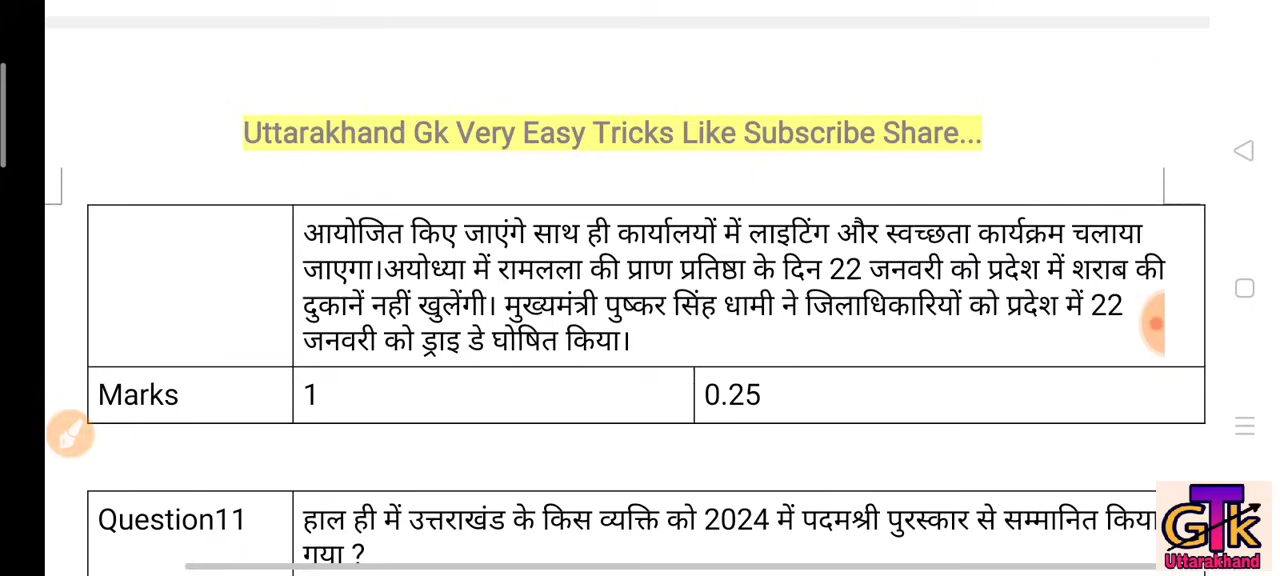 Uttarakhand Gk Very Easy Tricks Like Subscribe Share...
आयोजित किए जाएंगे साथ ही कार्यालयों में लाइटिंग और स्वच्छता कार्यक्रम चलाया
जाएगा।अयोध्या में रामलला की प्राण प्रतिष्ठा के दिन 22 जनवरी को प्रदेश में शराब की
दुकानें नहीं खुलेंगी। मुख्यमंत्री पुष्कर सिंह धामी ने जिलाधिकारियों को प्रदेश में 22
जनवरी को ड्राइ डे घोषित किया।
Marks 1 0.25
Question11 हाल ही में उत्तराखंड के किस व्यक्ति को 2024 में पदमश्री पुरस्कार से सम्मानित किया
गया ?
GTk
Uttarakhand